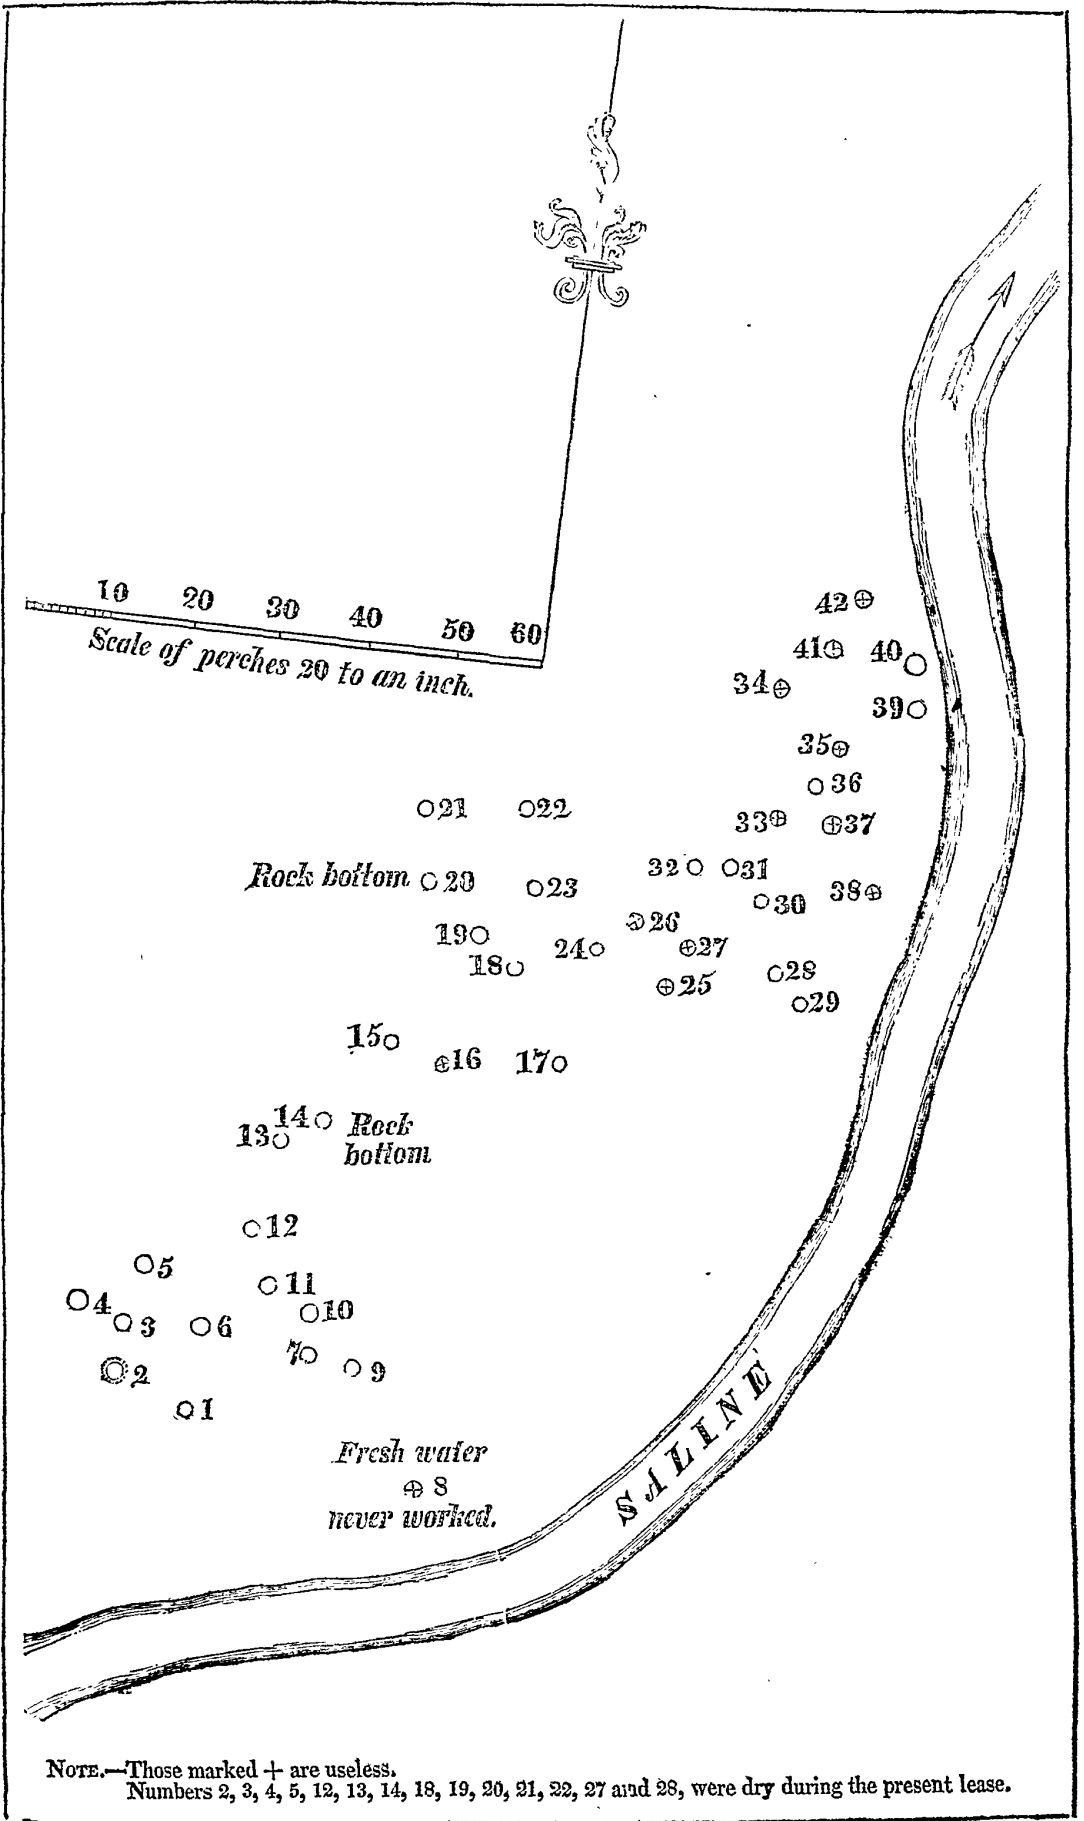 10 20 30 40 50 60
Scale of perches 20 to an inch.
42
41 40
34
39
35
36
21 22
33 37
32 31
Rock bottom 20 23
30 38
26
19 24 27
18 28
25
29
15
16 17
14 Rock
13 bottom
12
5
11
4 10
3 6
7 9
2
1
Fresh water
8
never worked.
SALINE
NOTE.—Those marked + are useless.
Numbers 2, 3, 4, 5, 12, 13, 14, 18, 19, 20, 21, 22, 27 and 28, were dry during the present lease.